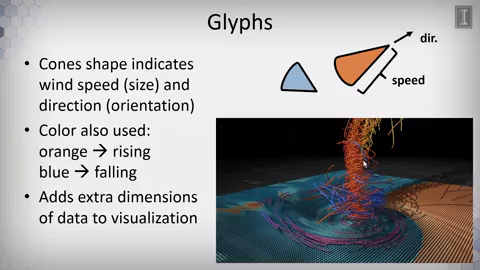 Glyphs
I
• Cones shape indicates
wind speed (size) and
direction (orientation)
• Color also used:
orange → rising
blue → falling
• Adds extra dimensions
of data to visualization
dir.
speed